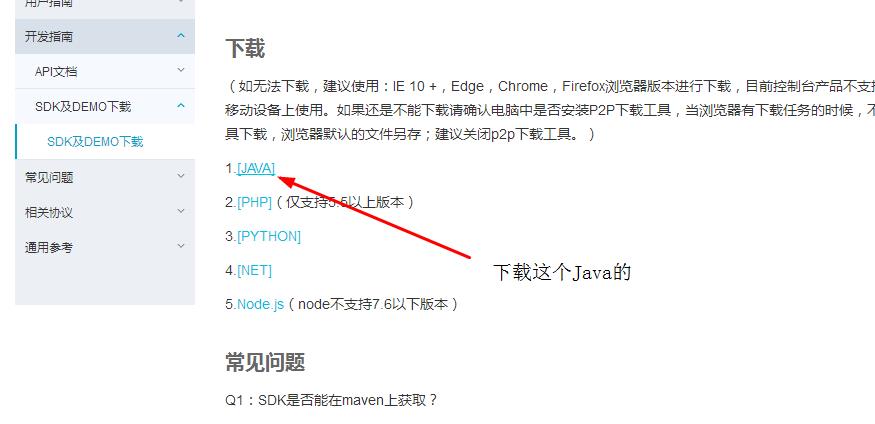 用户指南
开发指南
API文档
SDK及DEMO下载
SDK及DEMO下载
常见问题
相关协议
通用参考
下载
（如无法下载，建议使用：IE 10 +，Edge，Chrome，Firefox浏览器版本进行下载，目前控制台产品不支持
移动设备上使用。如果还是不能下载请确认电脑中是否安装P2P下载工具，当浏览器有下载任务的时候，不
具下载，浏览器默认的文件另存；建议关闭p2p下载工具。）
1.[JAVA]
2.[PHP]（仅支持5.5以上版本）
3.[PYTHON]
4.[NET]
下载这个Java的
5.Node.js（node不支持7.6以下版本）
常见问题
Q1：SDK是否能在maven上获取？